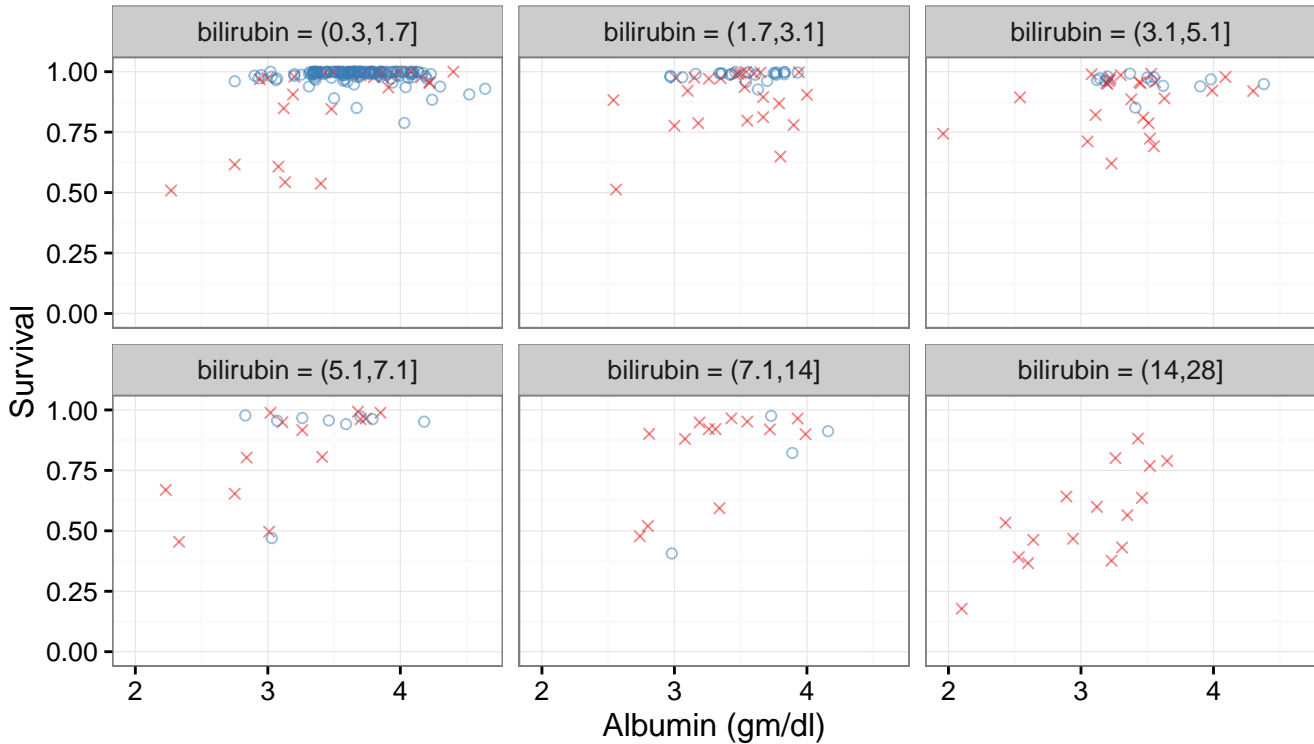 bilirubin = (0.3,1.7]
bilirubin = (1.7,3.1]
bilirubin = (3.1,5.1]
1.00
0.75
0.50
0.25
0.00
Survival
bilirubin = (5.1,7.1]
bilirubin = (7.1,14]
bilirubin = (14,28]
1.00
0.75
0.50
0.25
0.00
2 3 4
2 3 4
2 3 4
Albumin (gm/dl)